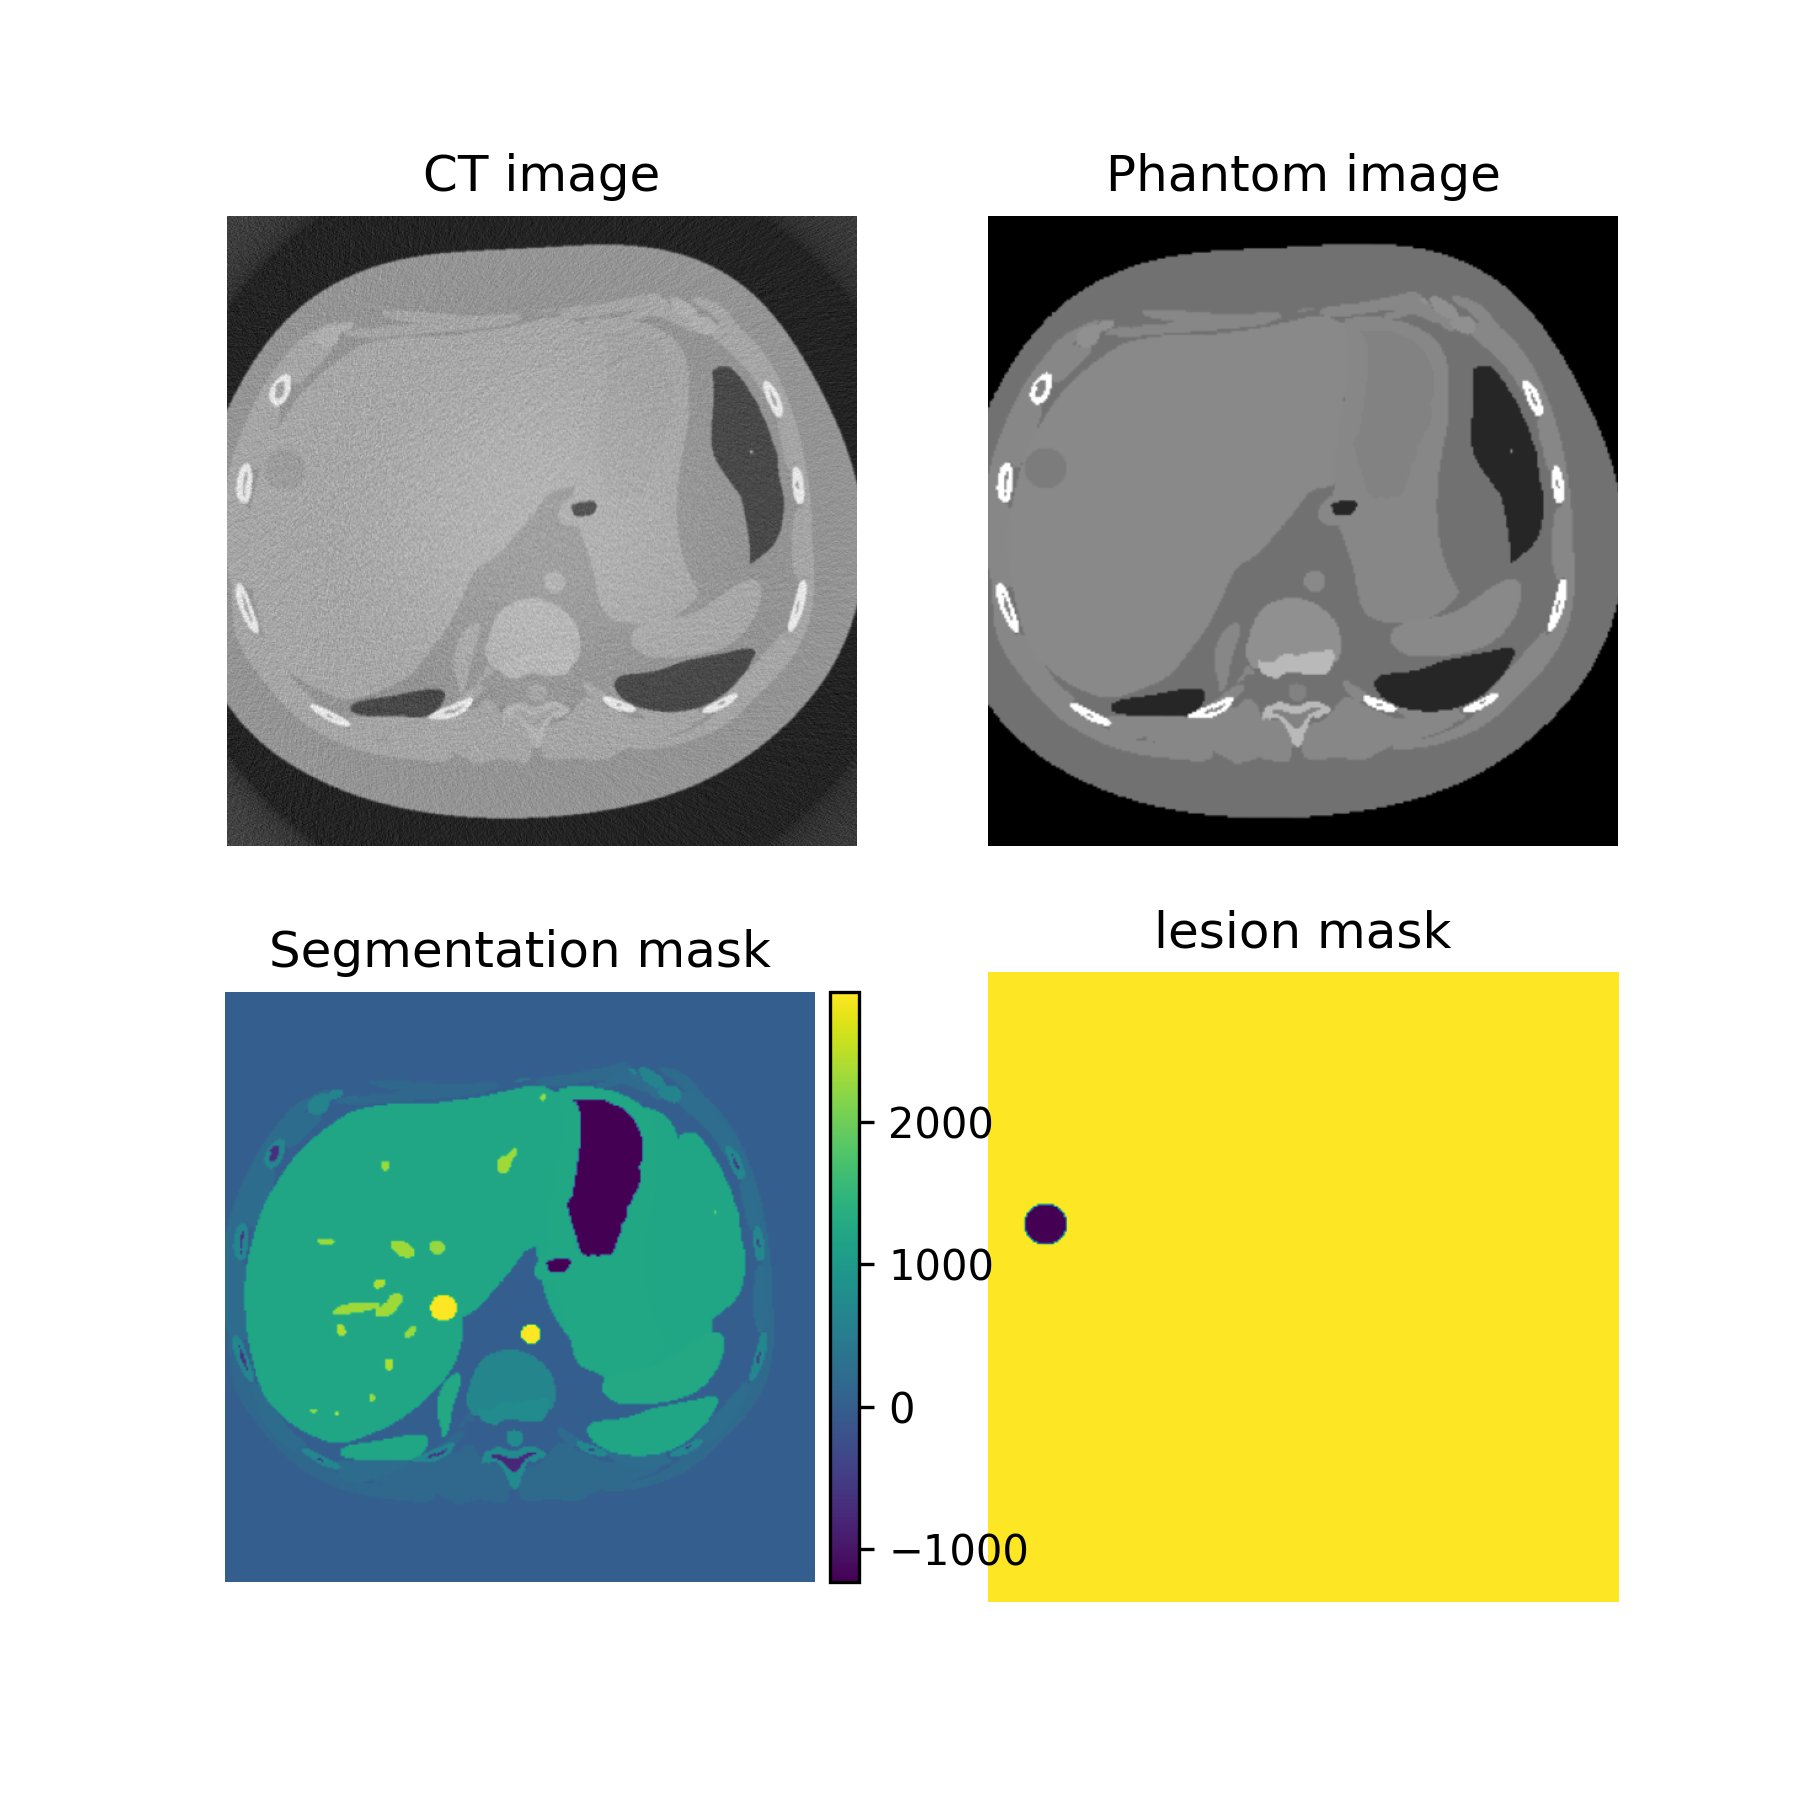 CT image
Phantom image
Segmentation mask
lesion mask
2000
1000
0
−1000